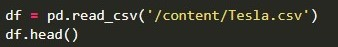 df = pd.read_csv('/content/Tesla.csv')
df.head()